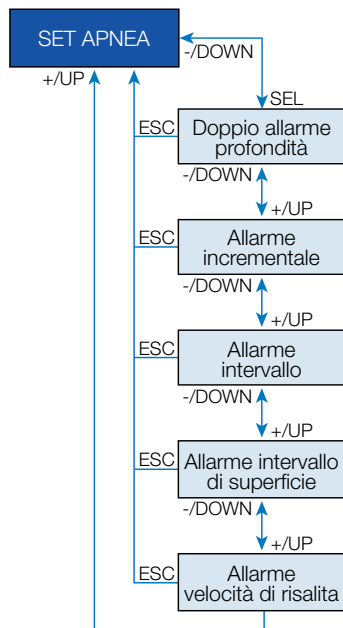 SET APNEA
-/DOWN
+/UP
SEL
ESC
Doppio allarme
profondità
-/DOWN
+/UP
ESC
Allarme
incrementale
-/DOWN
+/UP
ESC
Allarme
intervallo
-/DOWN
+/UP
ESC
Allarme intervallo
di superficie
-/DOWN
+/UP
ESC
Allarme
velocità di risalita